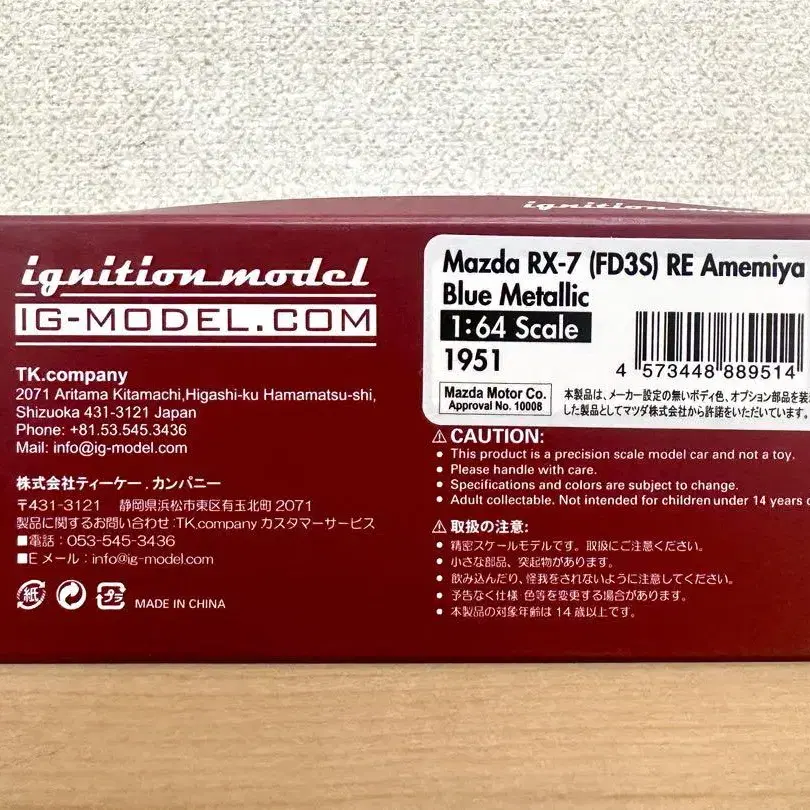 ignition model
ignition model
IG-MODEL.COM
TK.company
2071 Aritama Kitamachi,Higashi-ku Hamamatsu-shi,
Shizuoka 431-3121 Japan
Phone: +81.53.545.3436
Mail: info@ig-model.com
株式会社ティーケー.カンパニー
〒431-3121 静岡県浜松市東区有玉北町 2071
製品に関するお問い合わせ:TK.company カスタマーサービス
■電話：053-545-3436
■Eメール：info@ig-model.com
紙 プラ MADE IN CHINA
Mazda RX-7 (FD3S) RE Amemiya
Blue Metallic
1:64 Scale
1951
4 573448 889514
Mazda Motor Co.
Approval No. 10008
本製品は、メーカー設定の無いボディ色、オプション部品を装
した製品としてマツダ株式会社から許諾をいただいています。
⚠CAUTION:
• This product is a precision scale model car and not a toy.
• Please handle with care.
• Specifications and colors are subject to change.
• Adult collectable. Not intended for children under 14 years
⚠取扱の注意:
• 精密スケールモデルです。取扱にご注意ください。
• 小さな部品、突起物があります。
• 飲み込んだり、怪我をされないように注意してください。
• 予告なく仕様・色等を変更する場合があります。
• 本製品の対象年齢は 14 歳以上です。